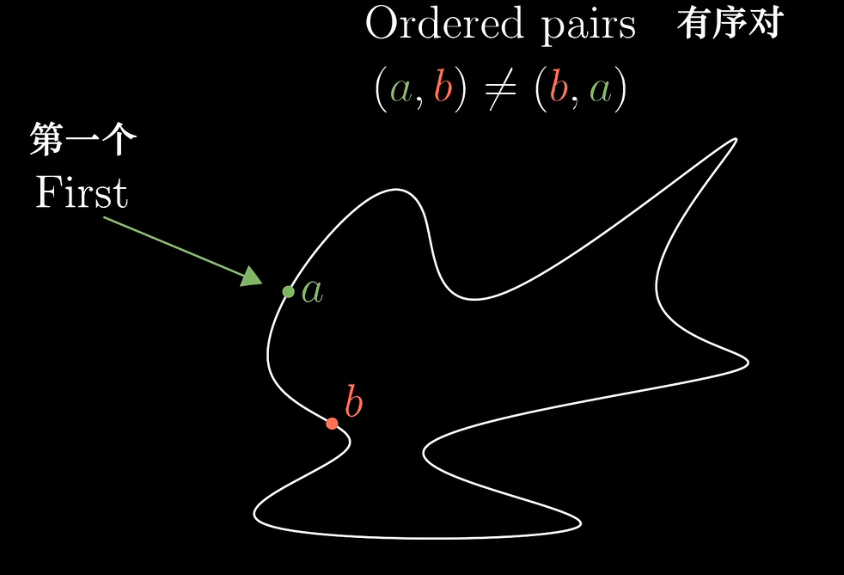 Ordered pairs 有序对
(a, b) ≠ (b, a)
第一个
First
a
b